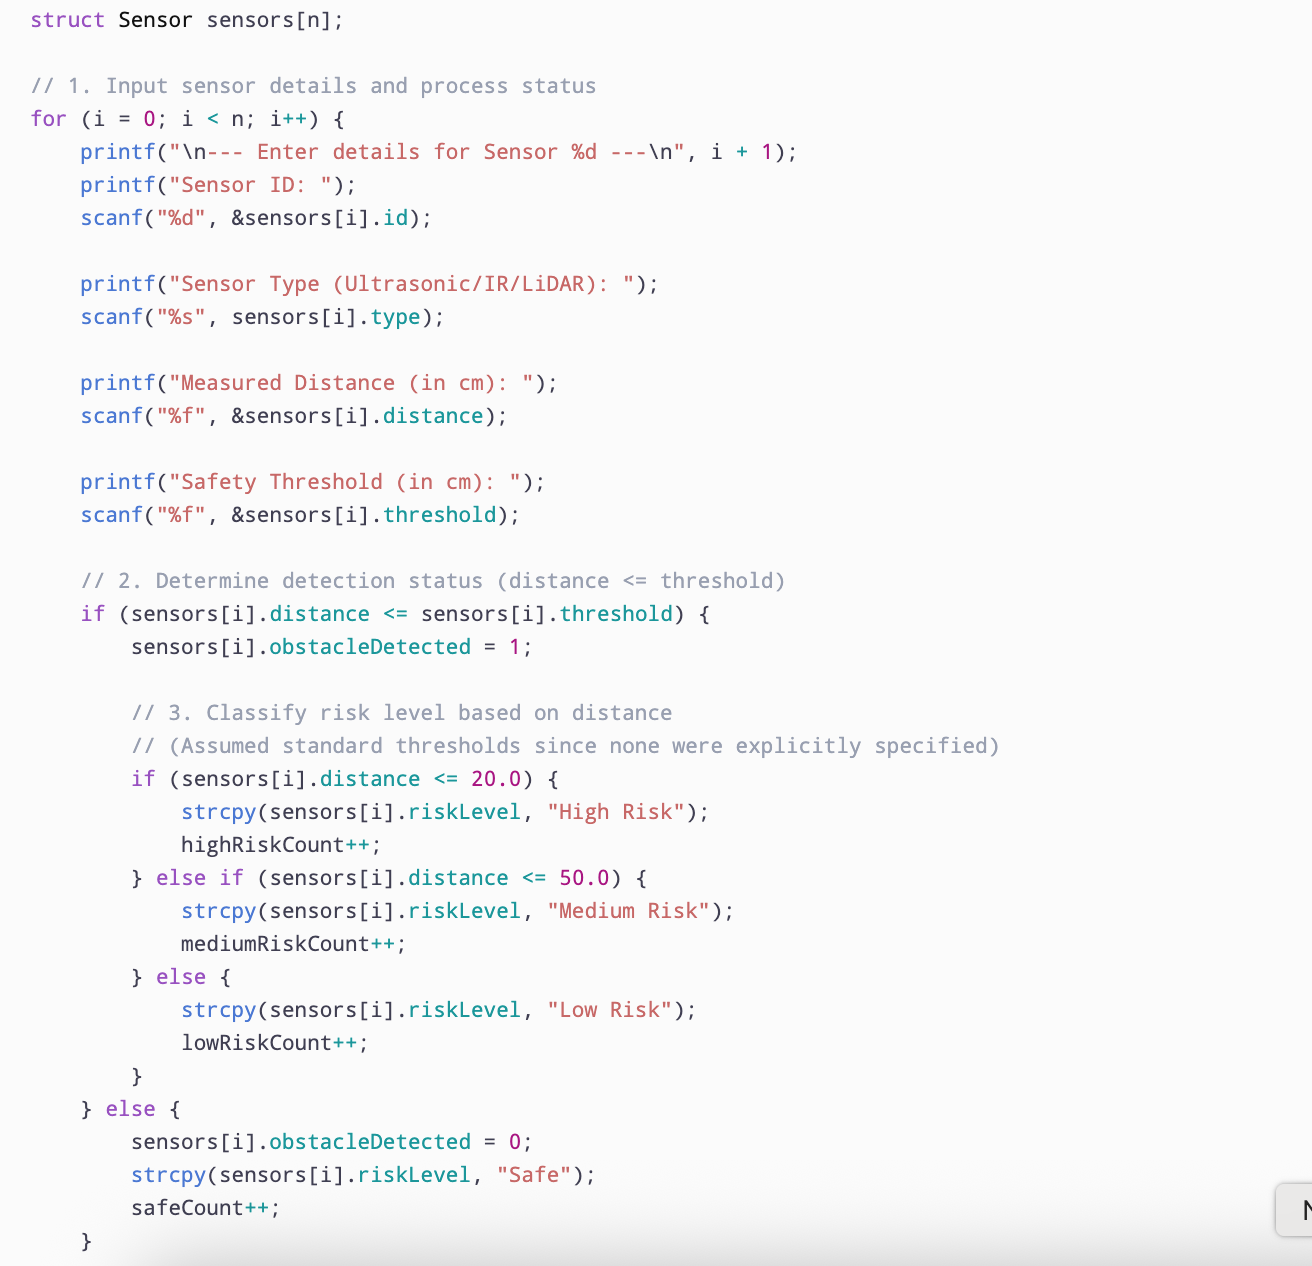 struct Sensor sensors[n];
// 1. Input sensor details and process status
for (i = 0; i < n; i++) {
printf("\n--- Enter details for Sensor %d ---\n", i + 1);
printf("Sensor ID: ");
scanf("%d", &sensors[i].id);
printf("Sensor Type (Ultrasonic/IR/LiDAR): ");
scanf("%s", sensors[i].type);
printf("Measured Distance (in cm): ");
scanf("%f", &sensors[i].distance);
printf("Safety Threshold (in cm): ");
scanf("%f", &sensors[i].threshold);
// 2. Determine detection status (distance <= threshold)
if (sensors[i].distance <= sensors[i].threshold) {
sensors[i].obstacleDetected = 1;
// 3. Classify risk level based on distance
// (Assumed standard thresholds since none were explicitly specified)
if (sensors[i].distance <= 20.0) {
strcpy(sensors[i].riskLevel, "High Risk");
highRiskCount++;
} else if (sensors[i].distance <= 50.0) {
strcpy(sensors[i].riskLevel, "Medium Risk");
mediumRiskCount++;
} else {
strcpy(sensors[i].riskLevel, "Low Risk");
lowRiskCount++;
}
} else {
sensors[i].obstacleDetected = 0;
strcpy(sensors[i].riskLevel, "Safe");
safeCount++;
}